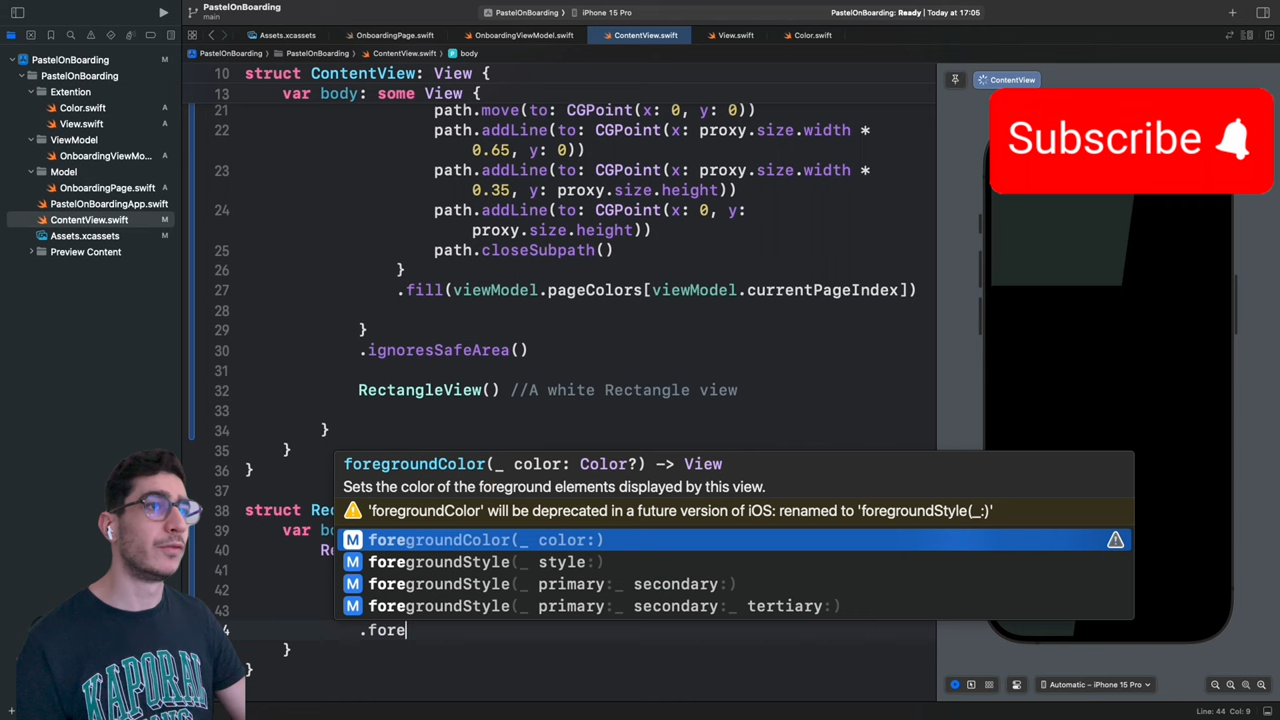 PastelOnBoarding
main
PastelOnBoarding
iPhone 15 Pro
PastelOnBoarding: Ready | Today at 17:05
Assets.xcassets
OnboardingPage.swift
OnboardingViewModel.swift
ContentView.swift
View.swift
Color.swift
PastelOnBoarding
PastelOnBoarding
ContentView.swift
body
PastelOnBoarding M
PastelOnBoarding
Extention
Color.swift A
View.swift A
ViewModel
OnboardingViewMo... A
Model
OnboardingPage.swift A
PastelOnBoardingApp.swift
ContentView.swift M
Assets.xcassets M
Preview Content
10 struct ContentView: View {
13 var body: some View {
21 path.move(to: CGPoint(x: 0, y: 0))
22 path.addLine(to: CGPoint(x: proxy.size.width *
0.65, y: 0))
23 path.addLine(to: CGPoint(x: proxy.size.width *
0.35, y: proxy.size.height))
24 path.addLine(to: CGPoint(x: 0, y:
proxy.size.height))
25 path.closeSubpath()
26 }
27 .fill(viewModel.pageColors[viewModel.currentPageIndex])
28
29 }
30 .ignoresSafeArea()
31
32 RectangleView() //A white Rectangle view
33
34 }
35 }
36 }
37
38 struct Rec
39 var bo
40 Re
41
42
43
4 .fore
}
}
foregroundColor(_ color: Color?) -> View
Sets the color of the foreground elements displayed by this view.
'foregroundColor' will be deprecated in a future version of iOS: renamed to 'foregroundStyle(_:)'
M foregroundColor(_ color:)
M foregroundStyle(_ style:)
M foregroundStyle(_ primary:_ secondary:)
M foregroundStyle(_ primary:_ secondary:_ tertiary:)
ContentView
Subscribe
KAPORAL
Automatic – iPhone 15 Pro
Line: 44 Col: 9